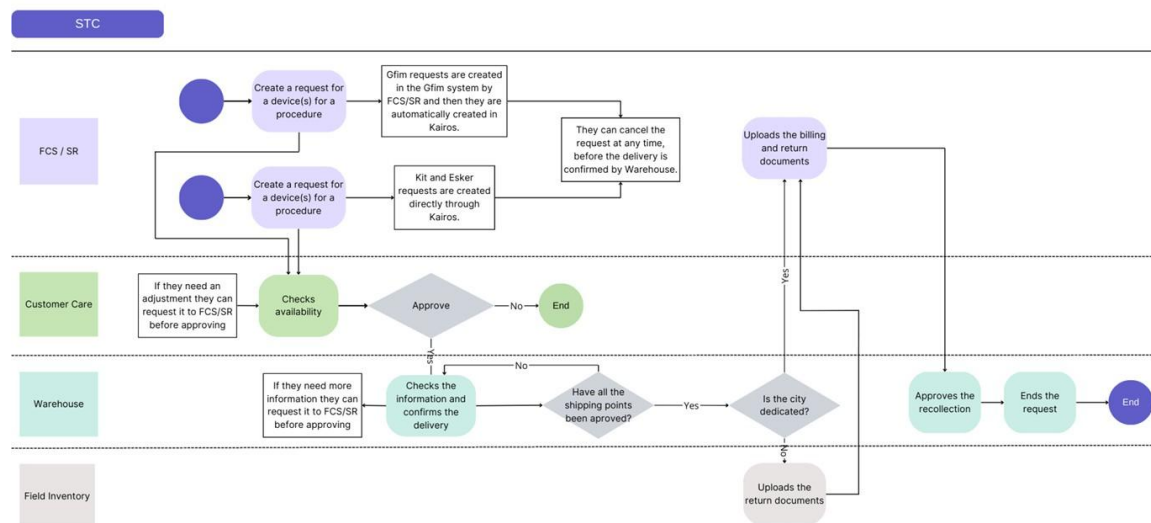 STC
FCS / SR
Create a request for
a device(s) for a
procedure
Gfim requests are created
in the Gfim system by
FCS/SR and then they are
automatically created in
Kairos.
They can cancel the
request at any time,
before the delivery is
confirmed by Warehouse.
Create a request for
a device(s) for a
procedure
Kit and Esker
requests are created
directly through
Kairos.
Uploads the billing
and return
documents
Yes
Customer Care
If they need an
adjustment they can
request it to FCS/SR
before approving
Checks
availability
Approve
No
End
Yes
Warehouse
If they need more
information they can
request it to FCS/SR
before approving
Checks the
information and
confirms the
delivery
No
Have all the
shipping points
been aproved?
Yes
Is the city
dedicated?
Approves the
recollection
Ends the
request
End
No
Field Inventory
Uploads the
return documents